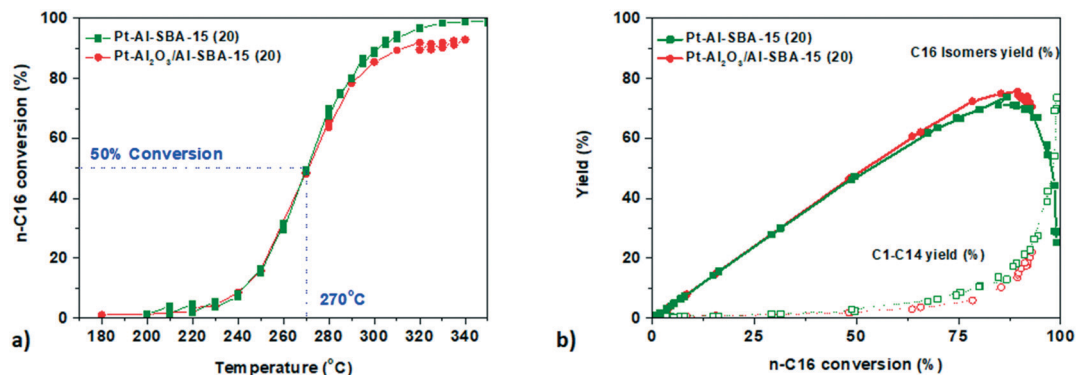 100
80
60
40
20
0
n-C16 conversion (%)
Pt-Al-SBA-15 (20)
Pt-Al₂O₃/Al-SBA-15 (20)
50% Conversion
270°C
180 200 220 240 260 280 300 320 340
Temperature (°C)
a)
100
80
60
40
20
0
Yield (%)
Pt-Al-SBA-15 (20)
Pt-Al₂O₃/Al-SBA-15 (20)
C16 Isomers yield (%)
C1-C14 yield (%)
0 25 50 75 100
n-C16 conversion (%)
b)